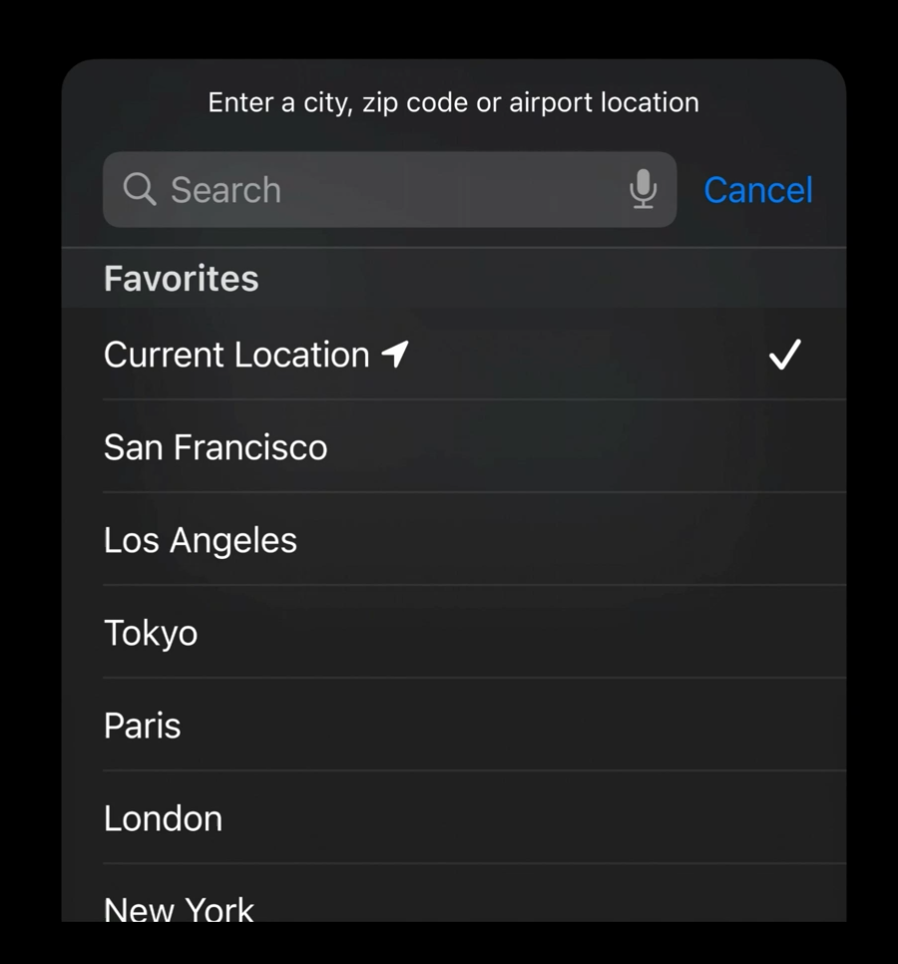 Enter a city, zip code or airport location
Search
Cancel
Favorites
Current Location
San Francisco
Los Angeles
Tokyo
Paris
London
New York